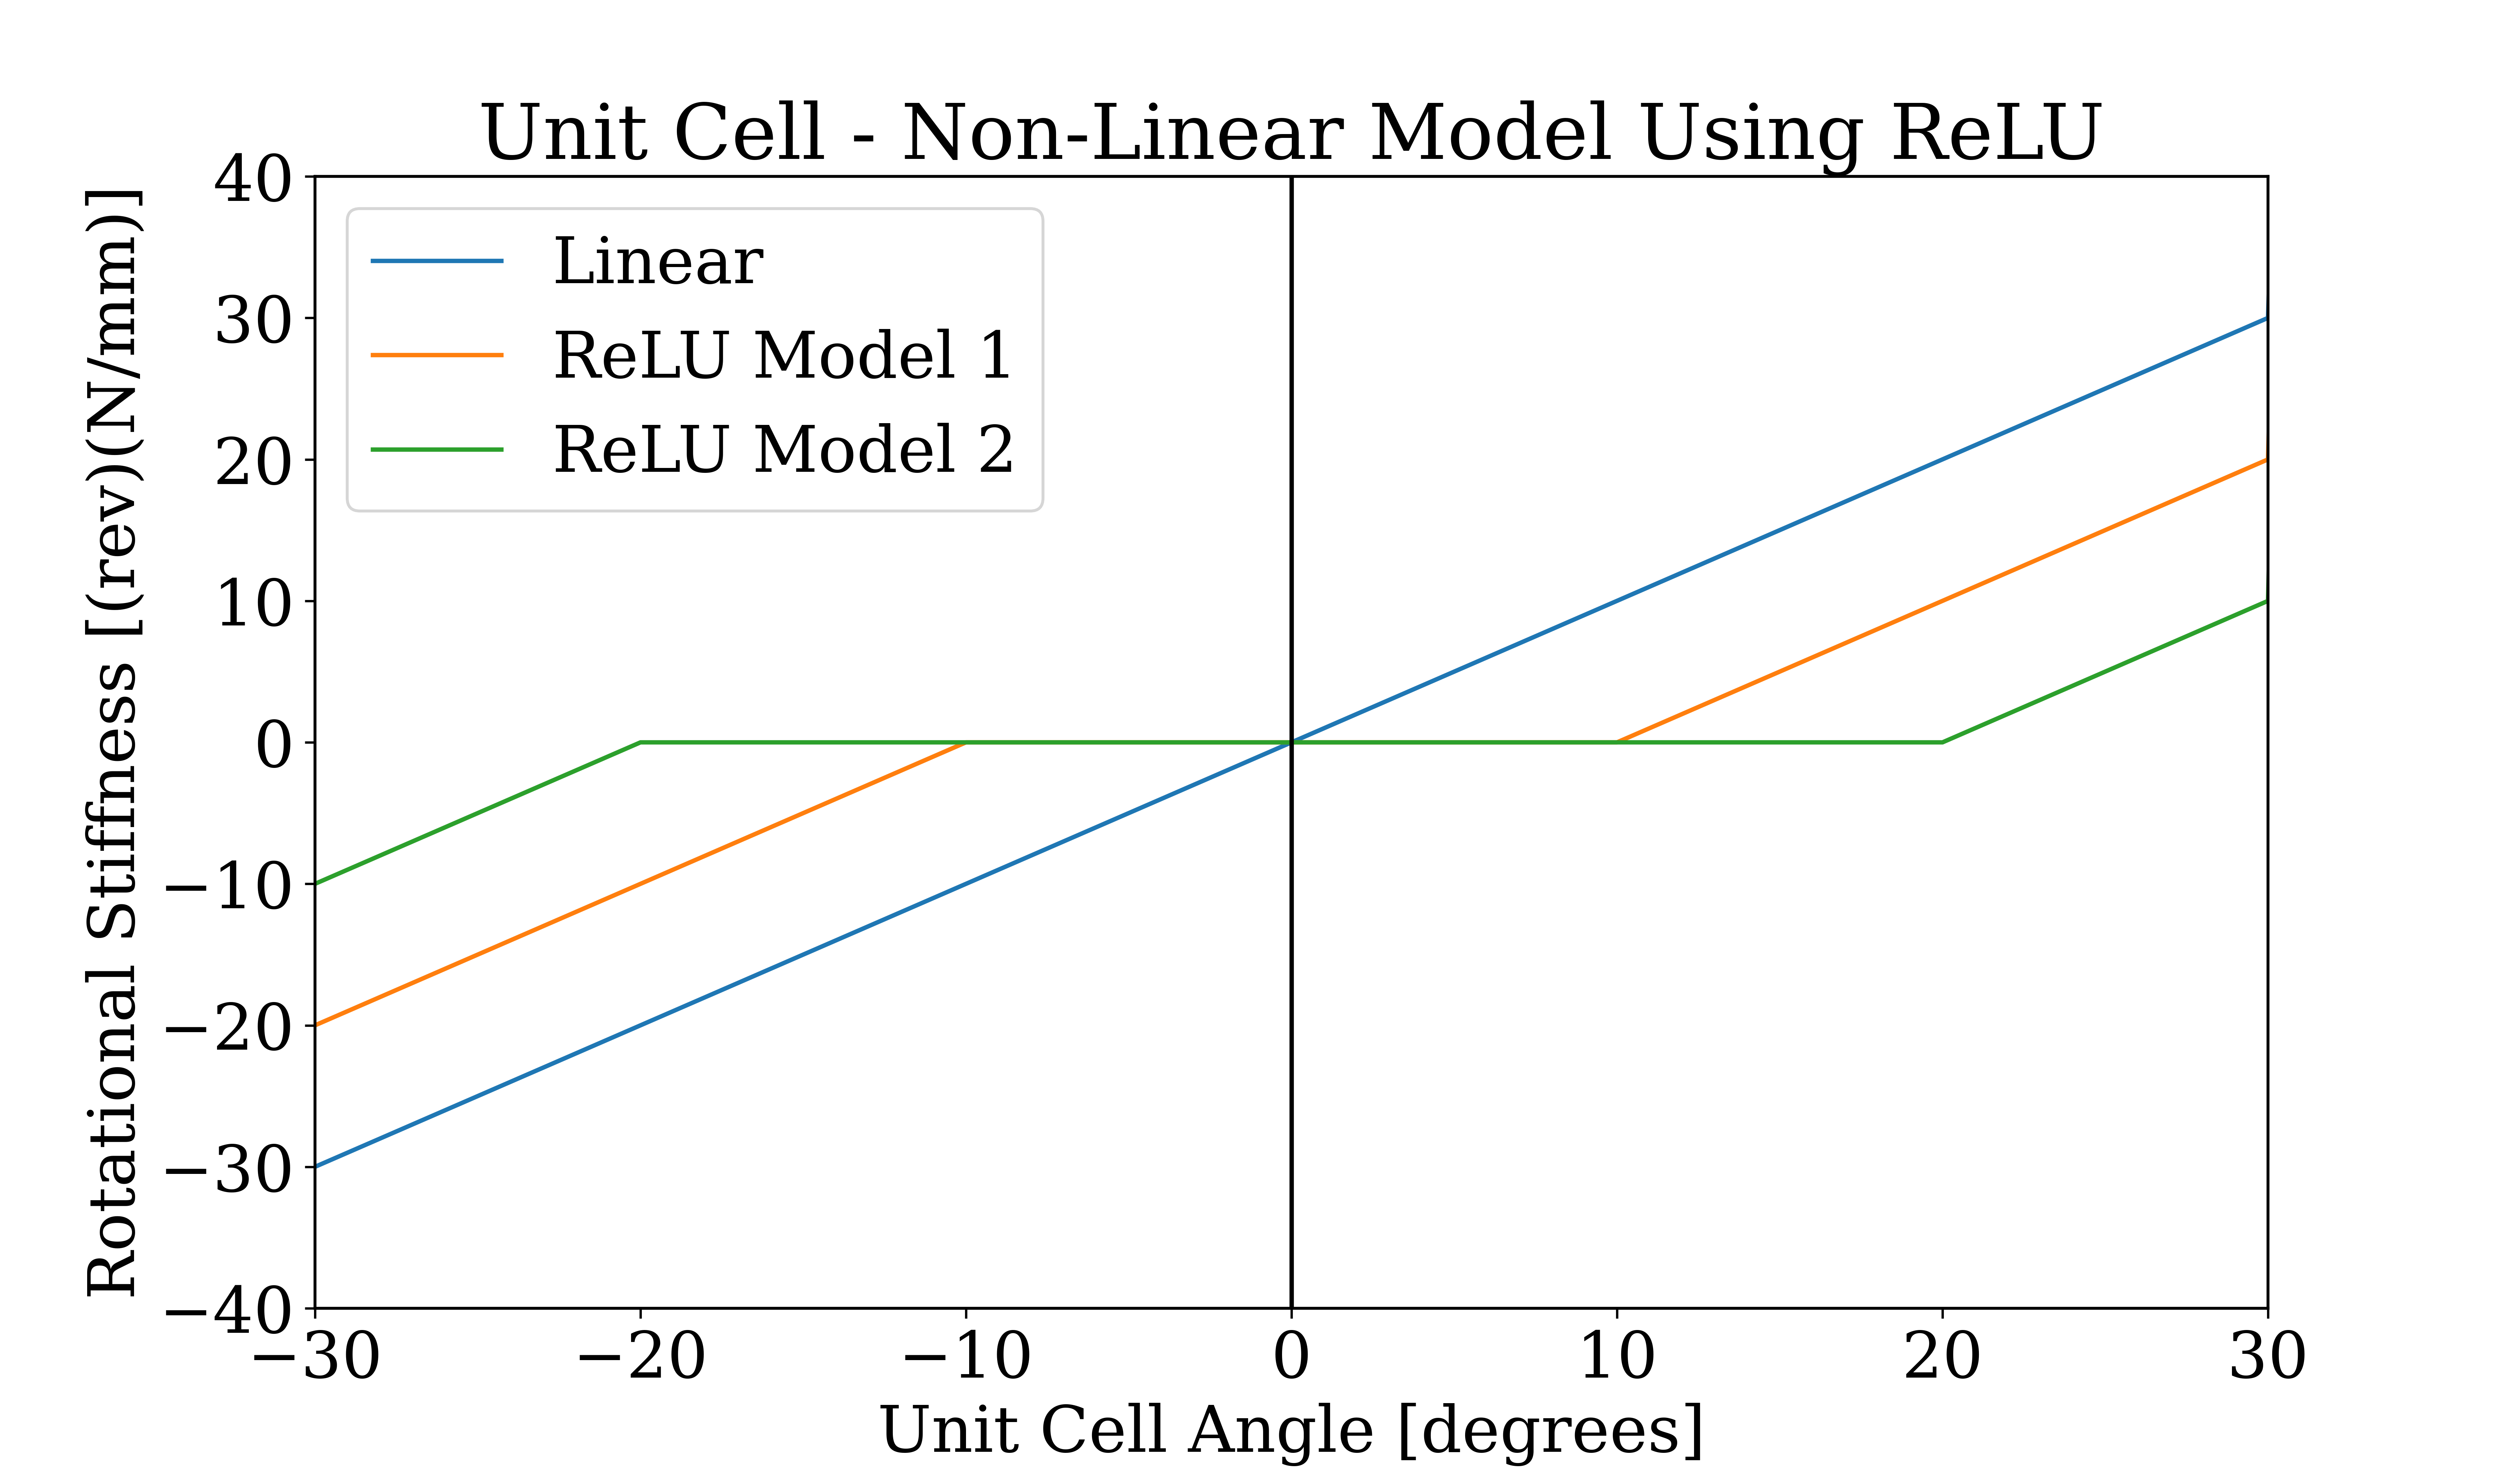 Unit Cell - Non-Linear Model Using ReLU
Rotational Stiffness [(rev)(N/mm)]
40
30
20
10
0
−10
−20
−30
−40
Linear
ReLU Model 1
ReLU Model 2
−30 −20 −10 0 10 20 30
Unit Cell Angle [degrees]